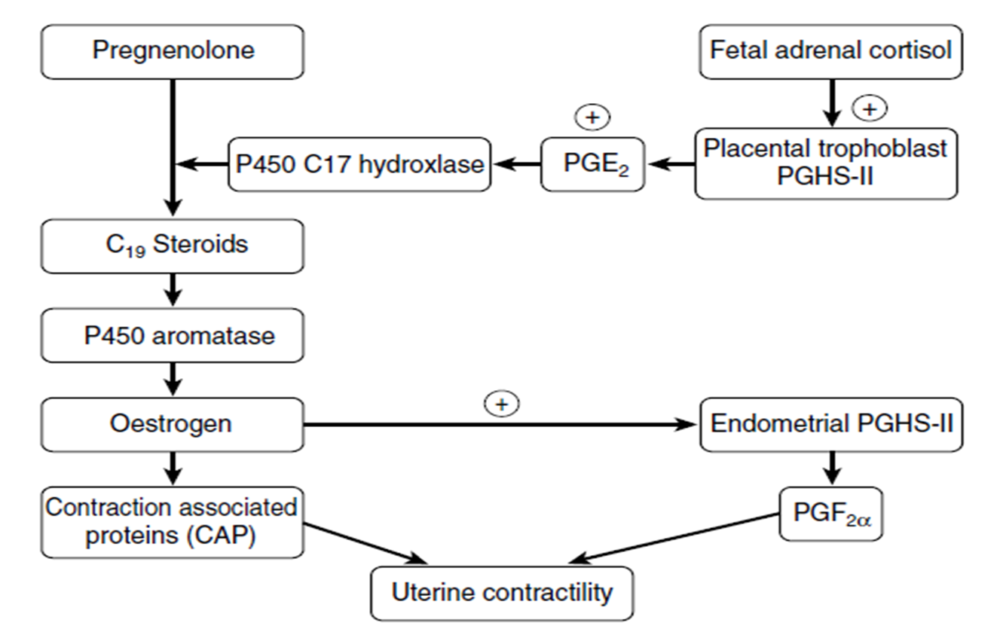 Pregnenolone
Fetal adrenal cortisol
+
+
P450 C17 hydroxlase
PGE₂
Placental trophoblast
PGHS-II
C₁₉ Steroids
P450 aromatase
+
Oestrogen
Endometrial PGHS-II
Contraction associated
proteins (CAP)
PGF₂α
Uterine contractility